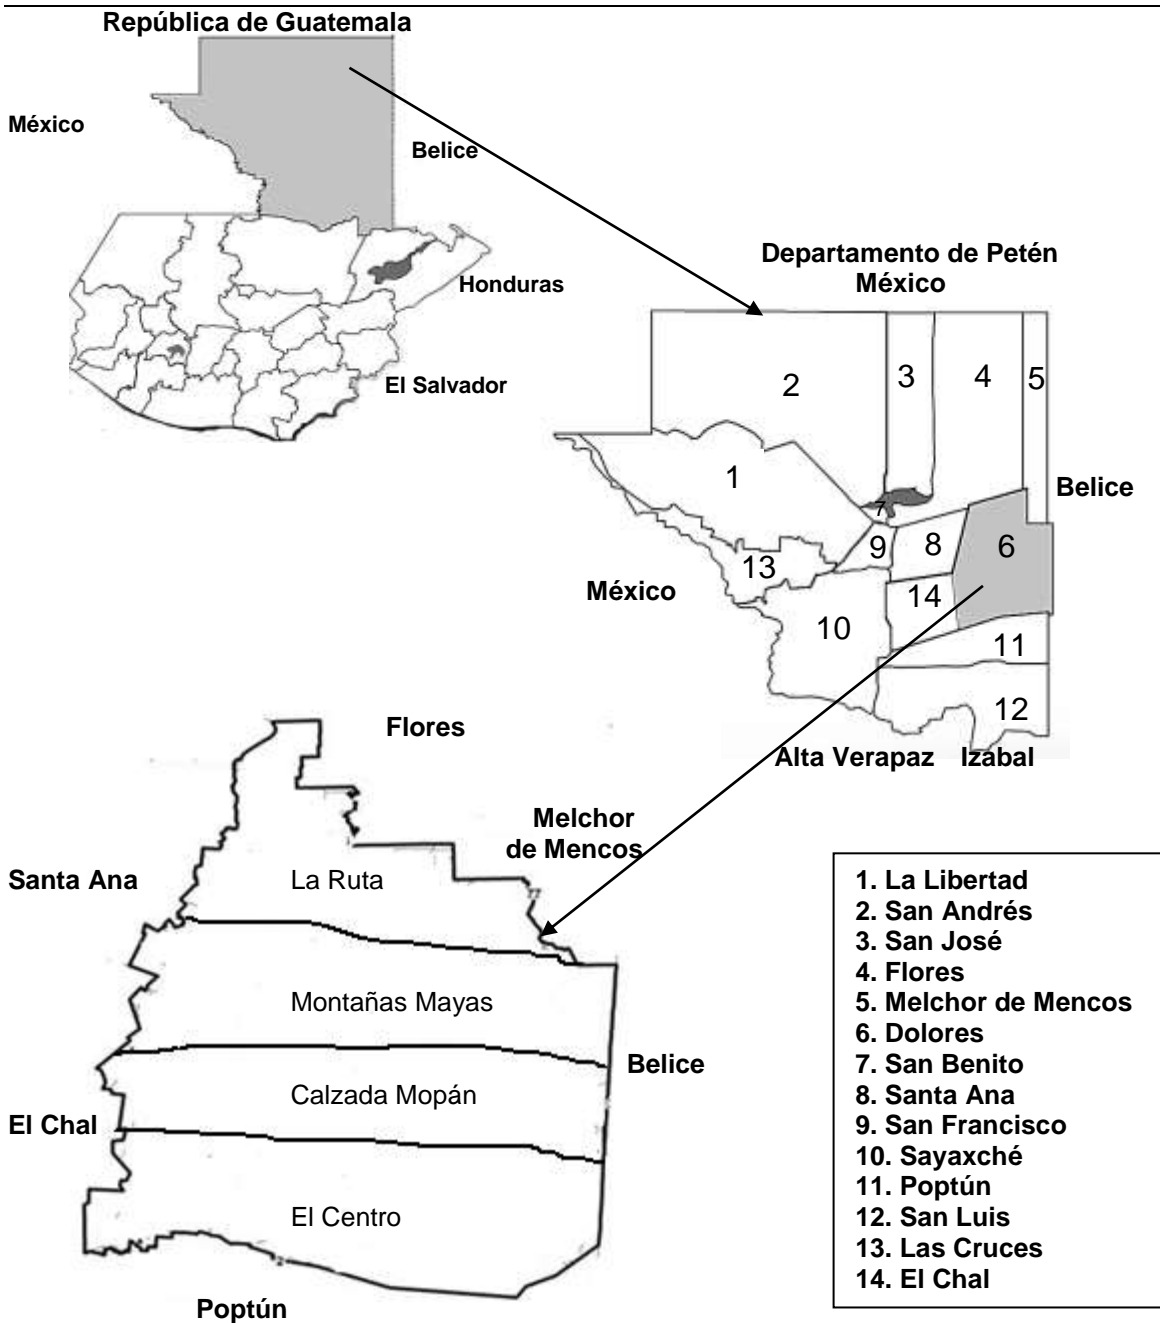 República de Guatemala
México
Belice
Honduras
El Salvador
Departamento de Petén
México
2
3
4
5
1
Belice
7
9
8
6
13
14
México
10
11
12
Alta Verapaz Izabal
Flores
Melchor
de Mencos
Santa Ana
La Ruta
Montañas Mayas
Belice
Calzada Mopán
El Chal
El Centro
Poptún
1. La Libertad
2. San Andrés
3. San José
4. Flores
5. Melchor de Mencos
6. Dolores
7. San Benito
8. Santa Ana
9. San Francisco
10. Sayaxché
11. Poptún
12. San Luis
13. Las Cruces
14. El Chal